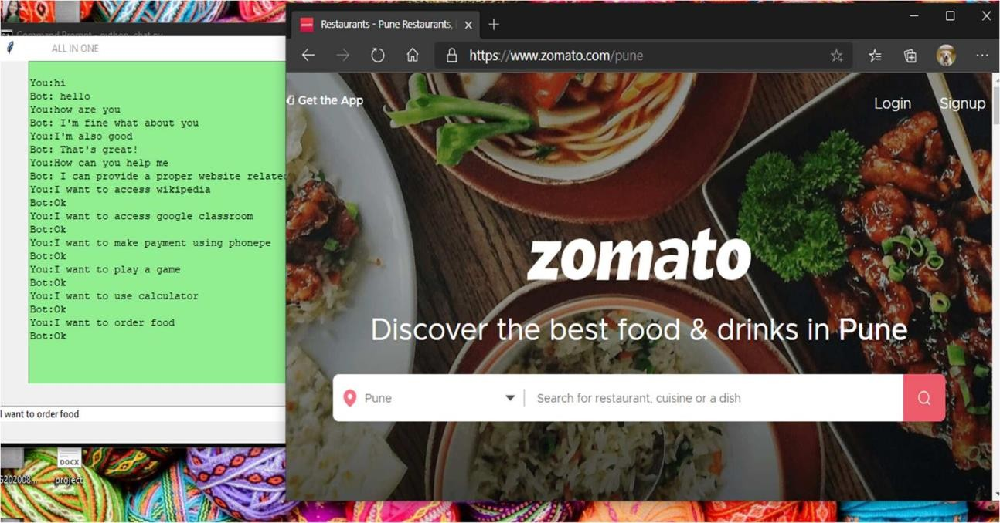 Command Prompt - python chat.py
ALL IN ONE
You:hi
Bot: hello
You:how are you
Bot: I'm fine what about you
You:I'm also good
Bot: That's great!
You:How can you help me
Bot: I can provide a proper website related
You:I want to access wikipedia
Bot:Ok
You:I want to access google classroom
Bot:Ok
You:I want to make payment using phonepe
Bot:Ok
You:I want to play a game
Bot:Ok
You:I want to use calculator
Bot:Ok
You:I want to order food
Bot:Ok
I want to order food
DOCX
project
Restaurants - Pune Restaurants,
https://www.zomato.com/pune
Get the App
Login Signup
zomato
Discover the best food & drinks in Pune
Pune
Search for restaurant, cuisine or a dish